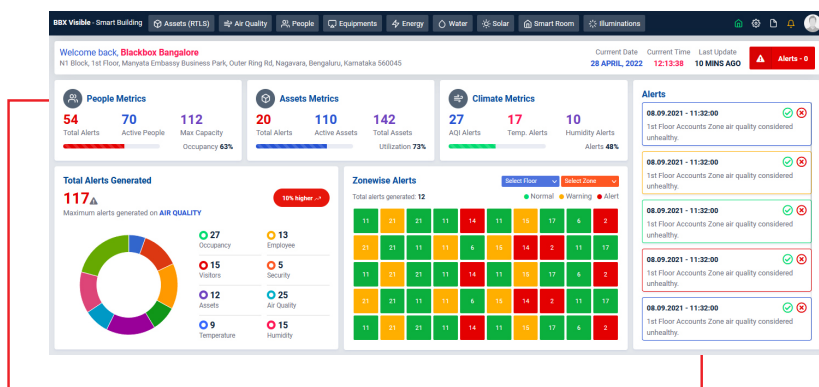 BBX Visible - Smart Building Assets (RTLS) Air Quality People Equipments Energy Water Solar Smart Room Illuminations
Welcome back, Blackbox Bangalore
N1 Block, 1st Floor, Manyata Embassy Business Park, Outer Ring Rd, Nagavara, Bengaluru, Karnataka 560045
Currrent Date Currrent Time Last Update
28 APRIL, 2022 12:13:38 10 MINS AGO
Alerts - 0
People Metrics
54 70 112
Total Alerts Active People Max Capacity
Occupancy 63%
Assets Metrics
20 110 142
Total Alerts Active Assets Total Assets
Utilization 73%
Climate Metrics
27 17 10
AQI Alerts Temp. Alerts Humidity Alerts
Alerts 48%
Total Alerts Generated
117
10% higher
Maximum alerts generated on AIR QUALITY
27 13
Occupancy Employee
15 5
Visitors Security
12 25
Assets Air Quality
9 15
Temperature Humidity
Zonewise Alerts
Select Floor Select Zone
Total alerts generated: 12
Normal Warning Alert
11 21 21 11 14 11 15 17 6 2
21 21 11 11 6 15 14 2 11 17
11 21 21 11 14 11 15 17 6 2
21 21 11 11 6 15 14 2 11 17
11 21 21 11 14 11 15 17 6 2
Alerts
08.09.2021 - 11:32:00
1st Floor Accounts Zone air quality considered
unhealthy.
08.09.2021 - 11:32:00
1st Floor Accounts Zone air quality considered
unhealthy.
08.09.2021 - 11:32:00
1st Floor Accounts Zone air quality considered
unhealthy.
08.09.2021 - 11:32:00
1st Floor Accounts Zone air quality considered
unhealthy.
08.09.2021 - 11:32:00
1st Floor Accounts Zone air quality considered
unhealthy.